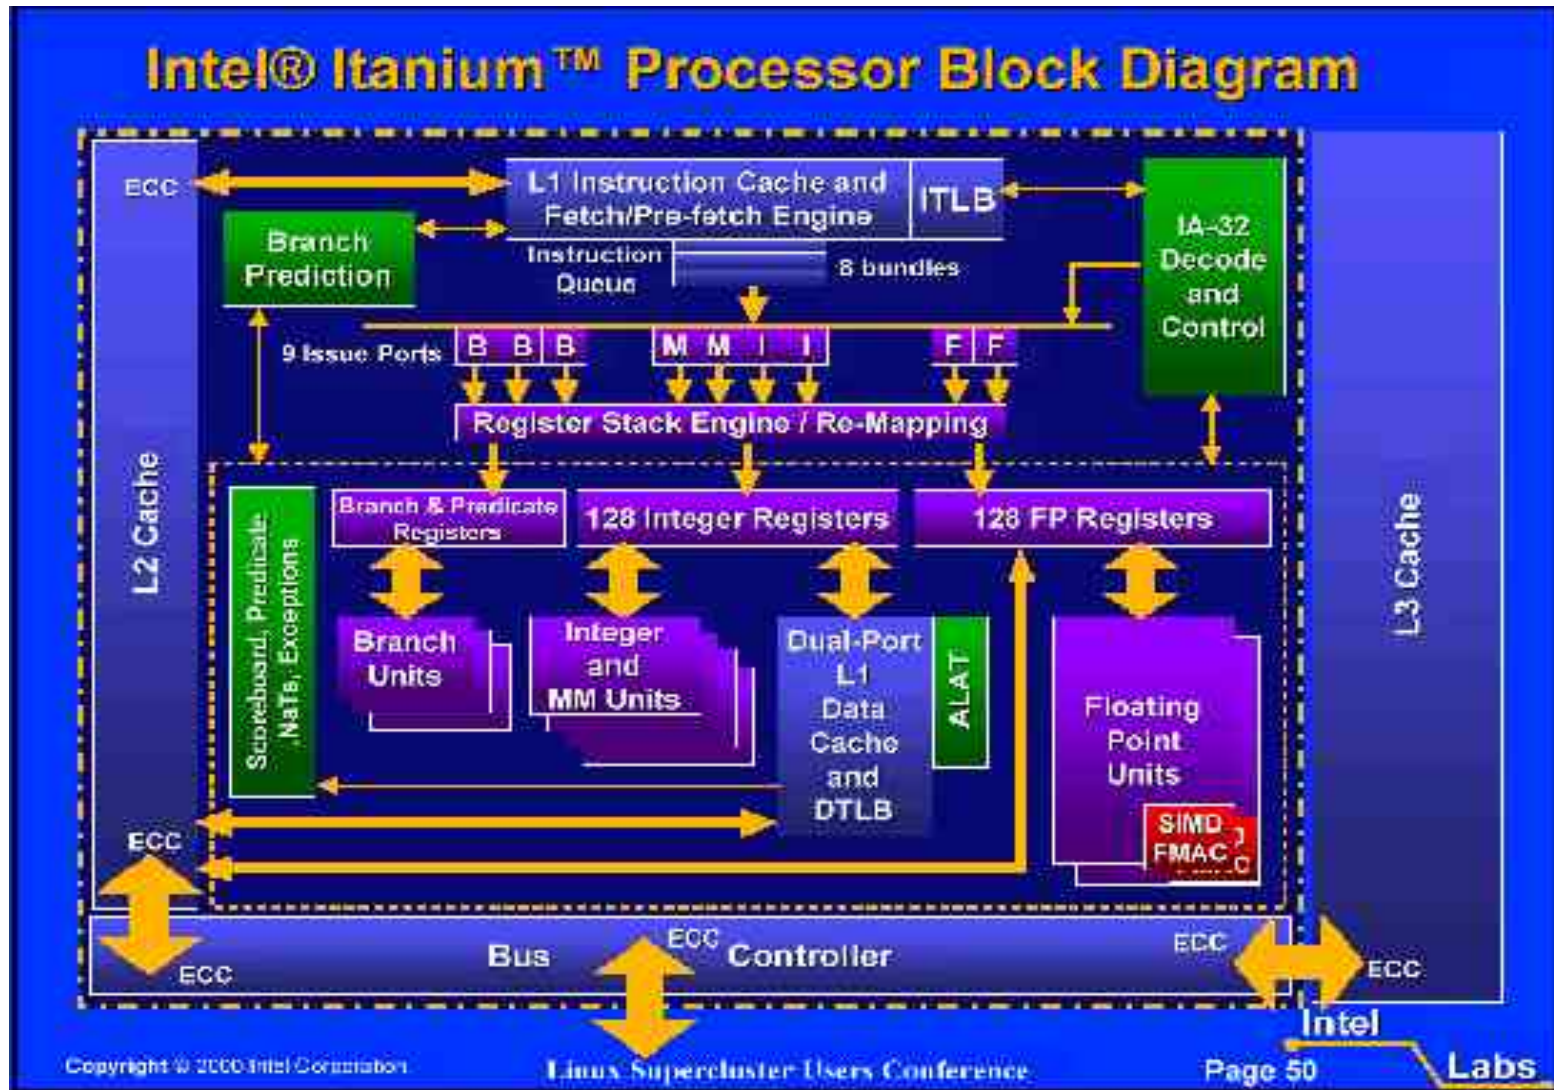 Intel® Itanium™ Processor Block Diagram
ECC
L1 Instruction Cache and
Fetch/Pre-fetch Engine
ITLB
IA-32
Decode
and
Control
Branch
Prediction
Instruction
Queue
8 bundles
9 Issue Ports
B B B
M M I I
F F
Register Stack Engine / Re-Mapping
L2 Cache
L3 Cache
Scoreboard, Predicate
,NaTs, Exceptions
Branch & Predicate
Registers
128 Integer Registers
128 FP Registers
Branch
Units
Integer
and
MM Units
Dual-Port
L1
Data
Cache
and
DTLB
ALAT
Floating
Point
Units
SIMD
FMAC
ECC
ECC
Bus
ECC
Controller
ECC
ECC
Copyright © 2000 Intel Corporation
Linux Supercluster Users Conference
Page 50
Intel
Labs